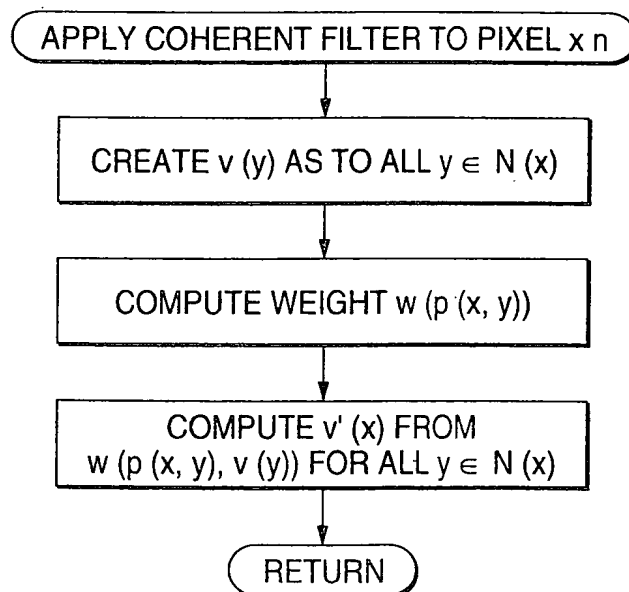 APPLY COHERENT FILTER TO PIXEL x n
CREATE v (y) AS TO ALL y ∈ N (x)
COMPUTE WEIGHT w (p (x, y))
COMPUTE v' (x) FROM
w (p (x, y), v (y)) FOR ALL y ∈ N (x)
RETURN